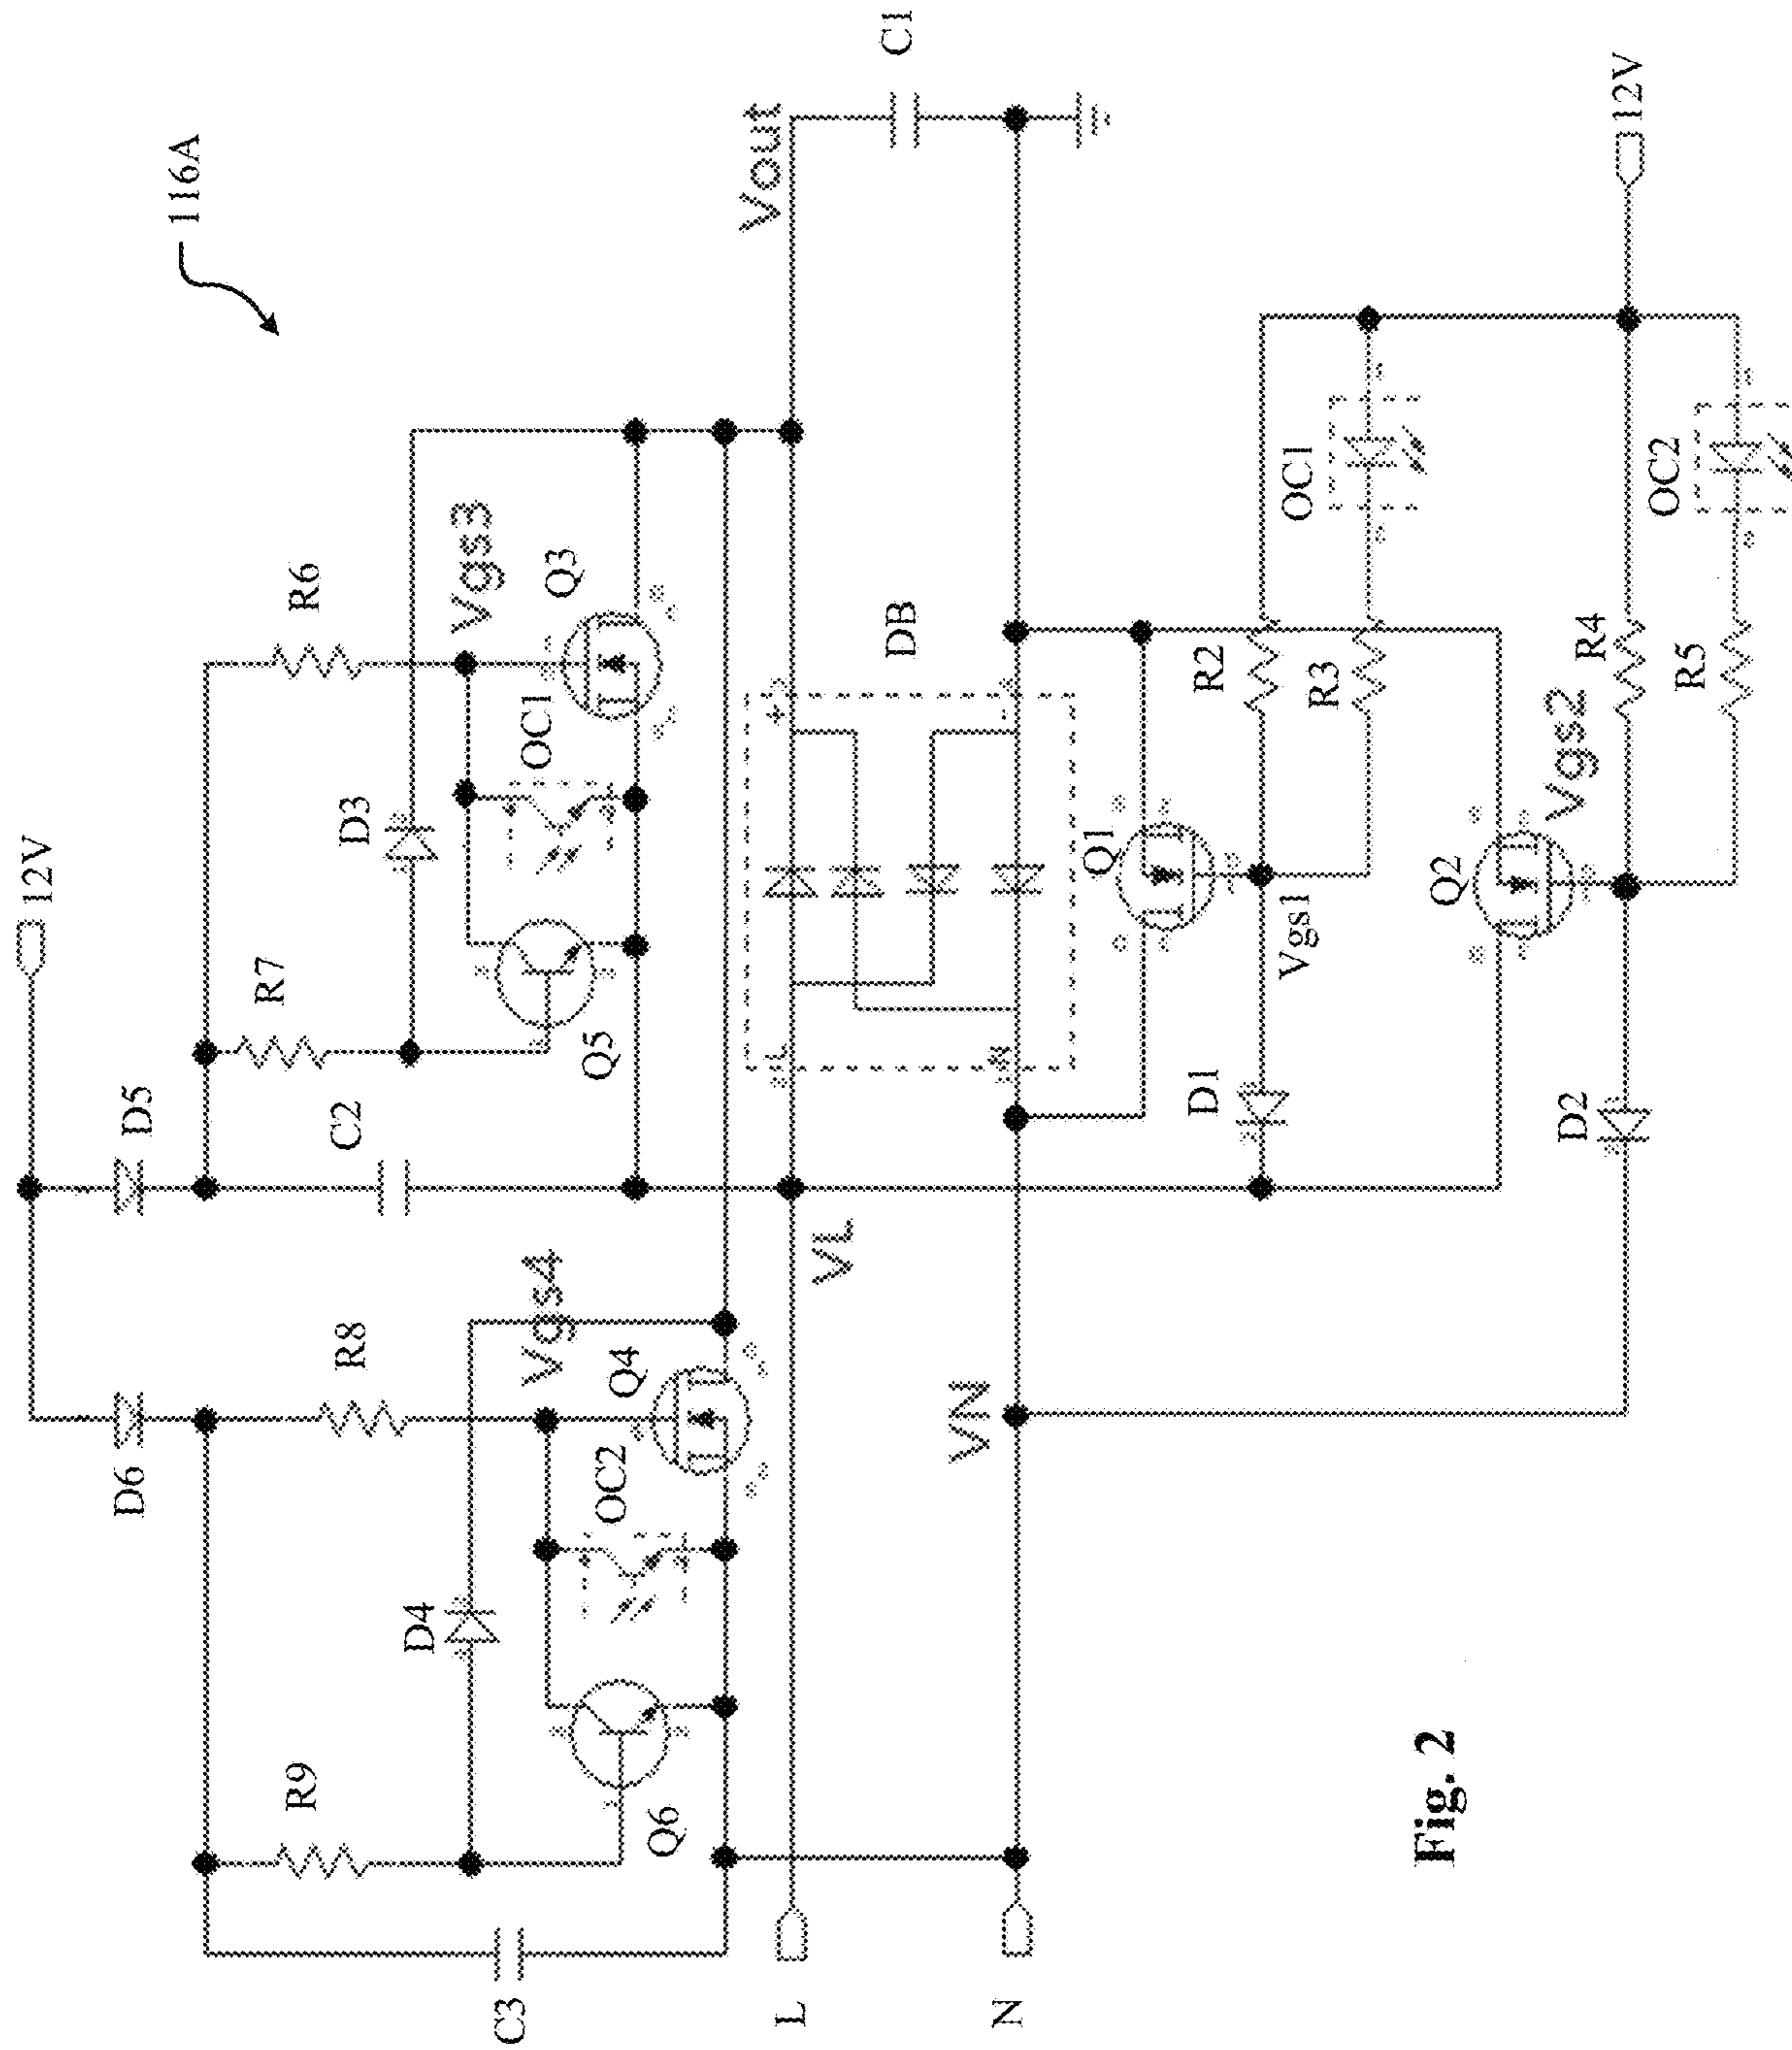 116A
12V
D5
D6
R6
R7
D3
C2
Vgs3
Q3
OC1
Q5
R8
R9
D4
C3
Vgs4
Q4
OC2
Q6
Vout
C1
DB
+
-
L
N
VL
VN
L
N
Q1
Vgs1
D1
R2
R3
OC1
12V
Q2
Vgs2
D2
R4
R5
OC2
Fig. 2